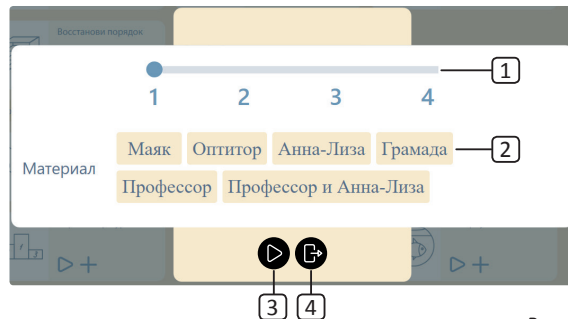 Восстанови порядок
1
1 2 3 4
Материал
Маяк Оптитор Анна-Лиза Грамада
2
Профессор Профессор и Анна-Лиза
3 4